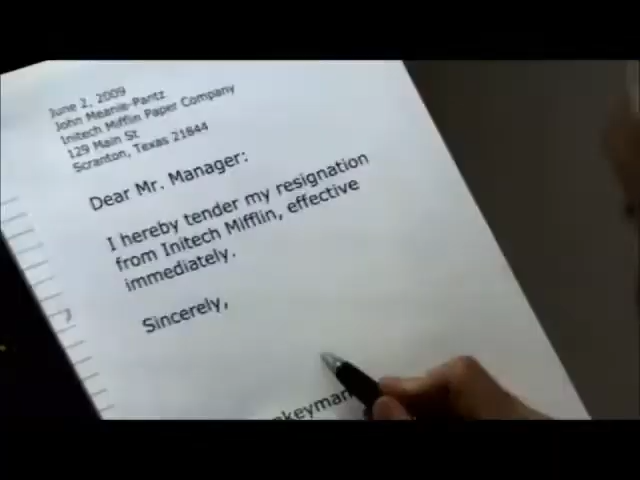 June 2, 2009
John Meanie-Pantz
Initech Mifflin Paper Company
129 Main St
Scranton, Texas 21844
Dear Mr. Manager:
I hereby tender my resignation
from Initech Mifflin, effective
immediately.
Sincerely,